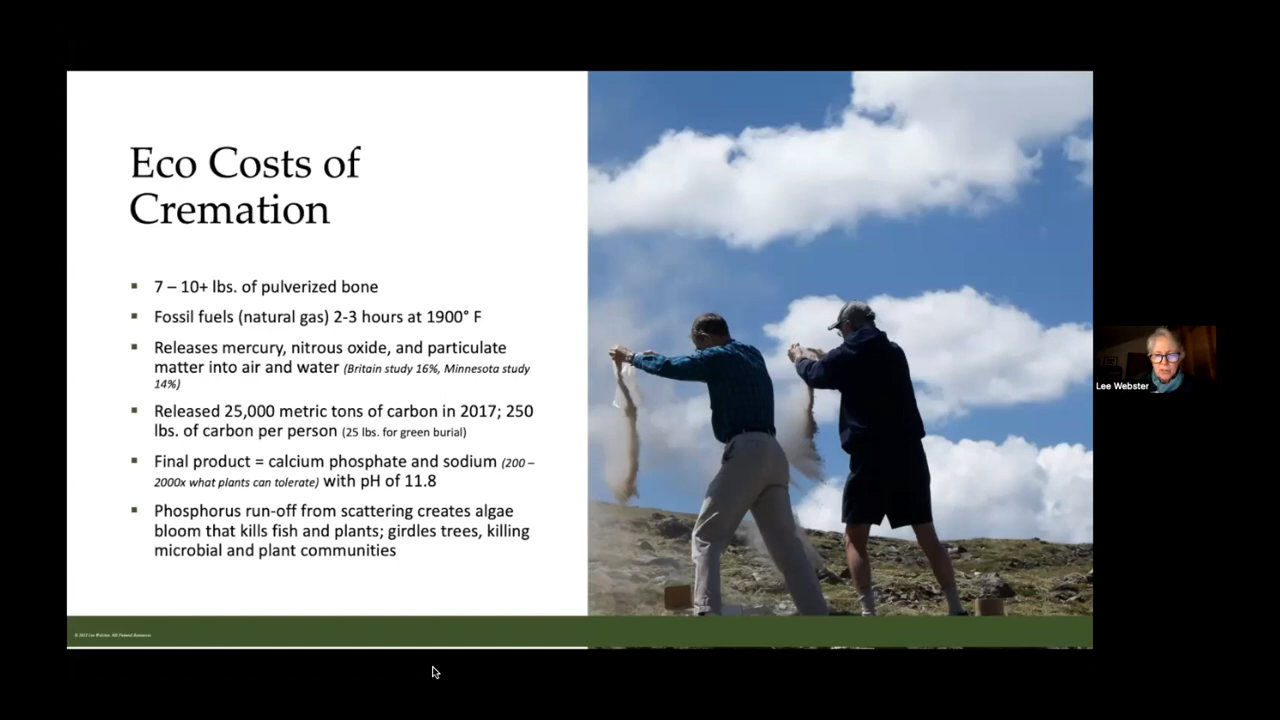 Eco Costs of
Cremation
▪ 7 – 10+ lbs. of pulverized bone
▪ Fossil fuels (natural gas) 2-3 hours at 1900° F
▪ Releases mercury, nitrous oxide, and particulate
matter into air and water (Britain study 16%, Minnesota study
14%)
▪ Released 25,000 metric tons of carbon in 2017; 250
lbs. of carbon per person (25 lbs. for green burial)
▪ Final product = calcium phosphate and sodium (200 –
2000x what plants can tolerate) with pH of 11.8
▪ Phosphorus run-off from scattering creates algae
bloom that kills fish and plants; girdles trees, killing
microbial and plant communities
Lee Webster
Lee Webster